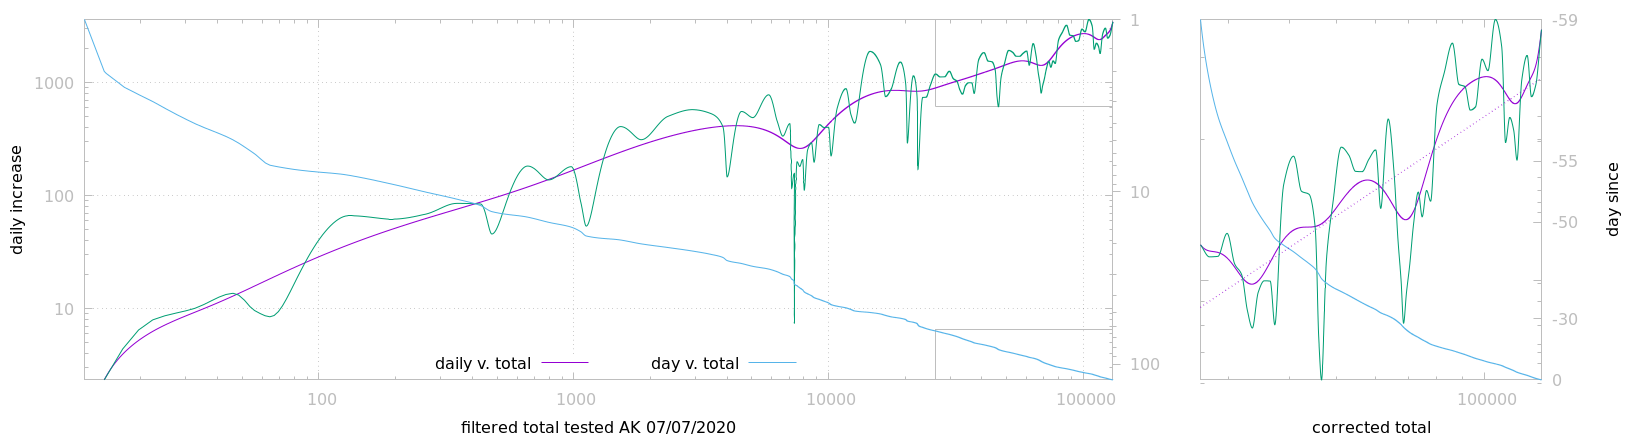 daily increase
1000
100
10
daily v. total
day v. total
1
10
100
100
1000
10000
100000
filtered total tested AK 07/07/2020
-59
-55
-50
-30
0
day since
100000
corrected total